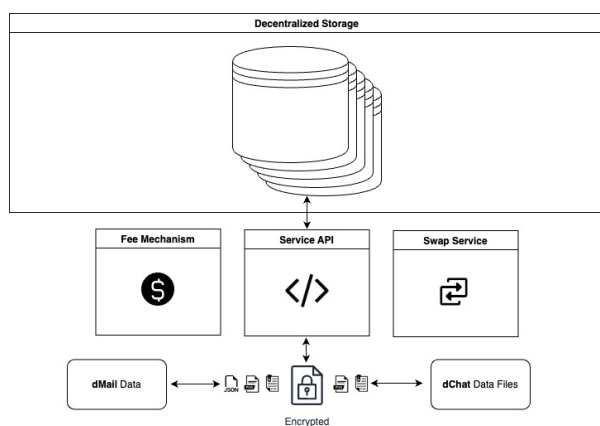 Decentralized Storage
Fee Mechanism
Service API
Swap Service
dMail Data
JSON
dChat Data Files
Encrypted